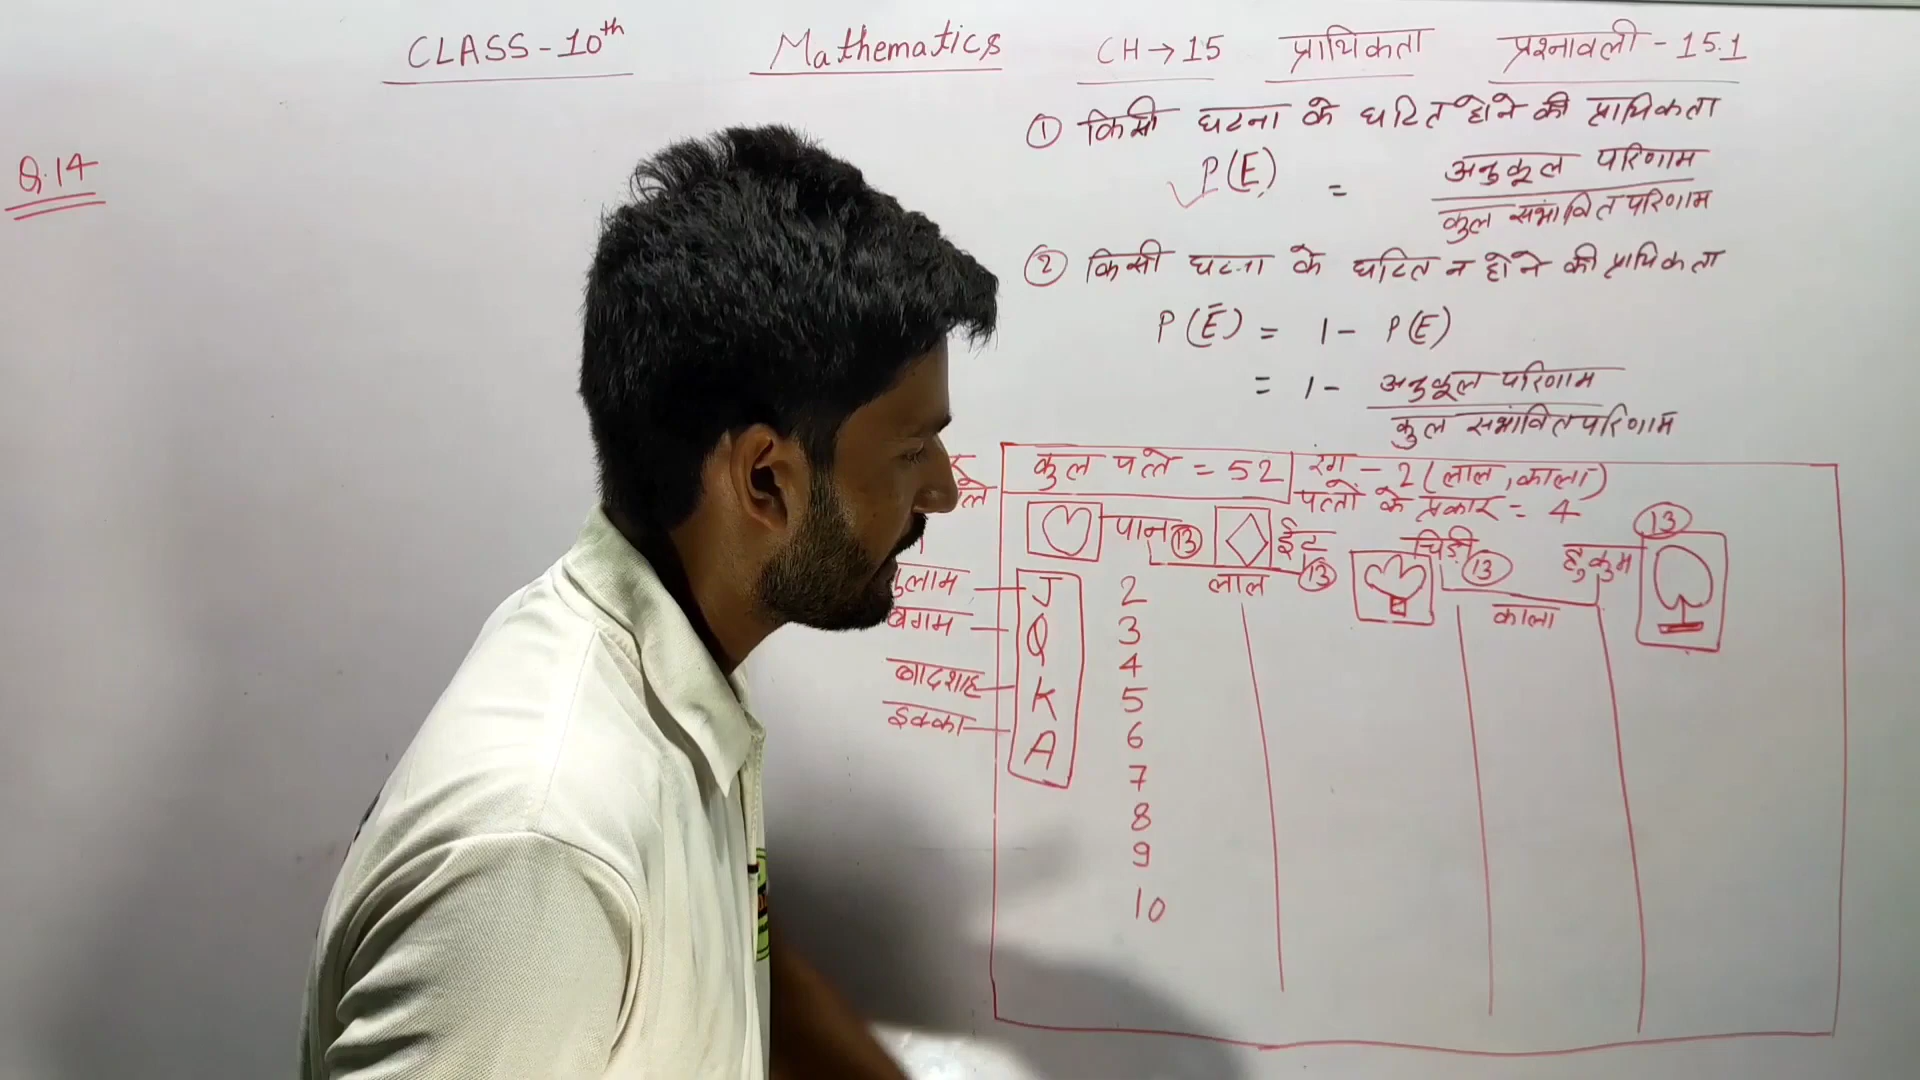 CLASS-10th Mathematics CH→15 प्रायिकता प्रश्नावली-15.1
Q.14
① किसी घटना के घटित होने की प्रायिकता
P(E) = अनुकूल परिणाम
कुल संभावित परिणाम
② किसी घटना के घटित न होने की प्रायिकता
P(Ē) = 1 - P(E)
= 1 - अनुकूल परिणाम
कुल संभावित परिणाम
कुल पत्ते = 52
रंग - 2 (लाल, काला)
पत्तों के प्रकार = 4
पान 13
ईंट 13
लाल
चिड़ी 13
हुकुम 13
काला
J
बेगम Q
बादशाह K
इक्का A
2
3
4
5
6
7
8
9
10